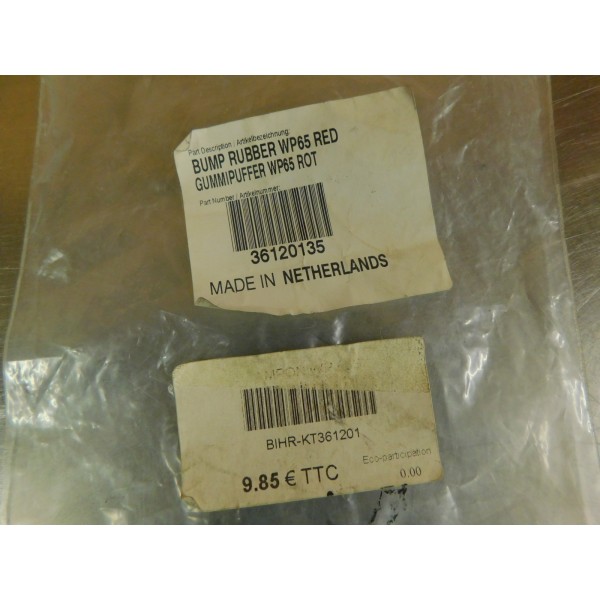 Part Description / Artikelbezeichnung:
BUMP RUBBER WP65 RED
GUMMIPUFFER WP65 ROT
Part Number / Artikelnummer:
36120135
MADE IN NETHERLANDS
BIHR-KT361201
Eco-participation
9.85 € TTC 0.00